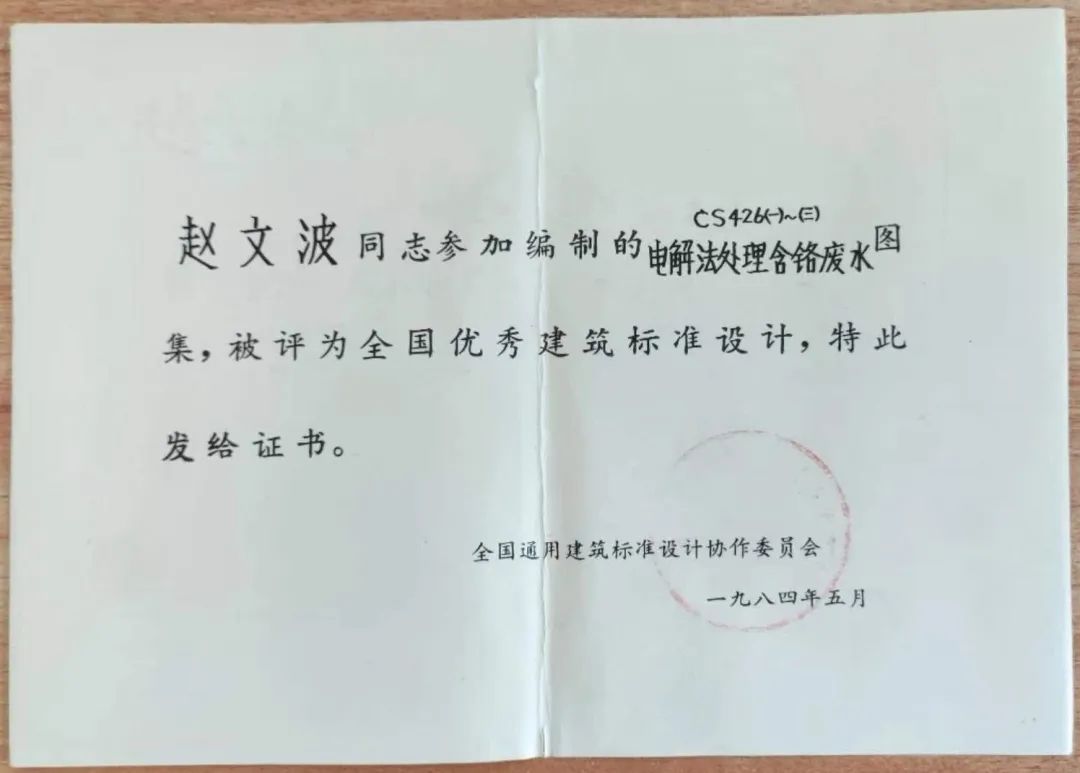 CS426(一)~(三)
赵文波同志参加编制的电解法处理含铬废水图
集，被评为全国优秀建筑标准设计，特此
发给证书。
全国通用建筑标准设计协作委员会
一九八四年五月